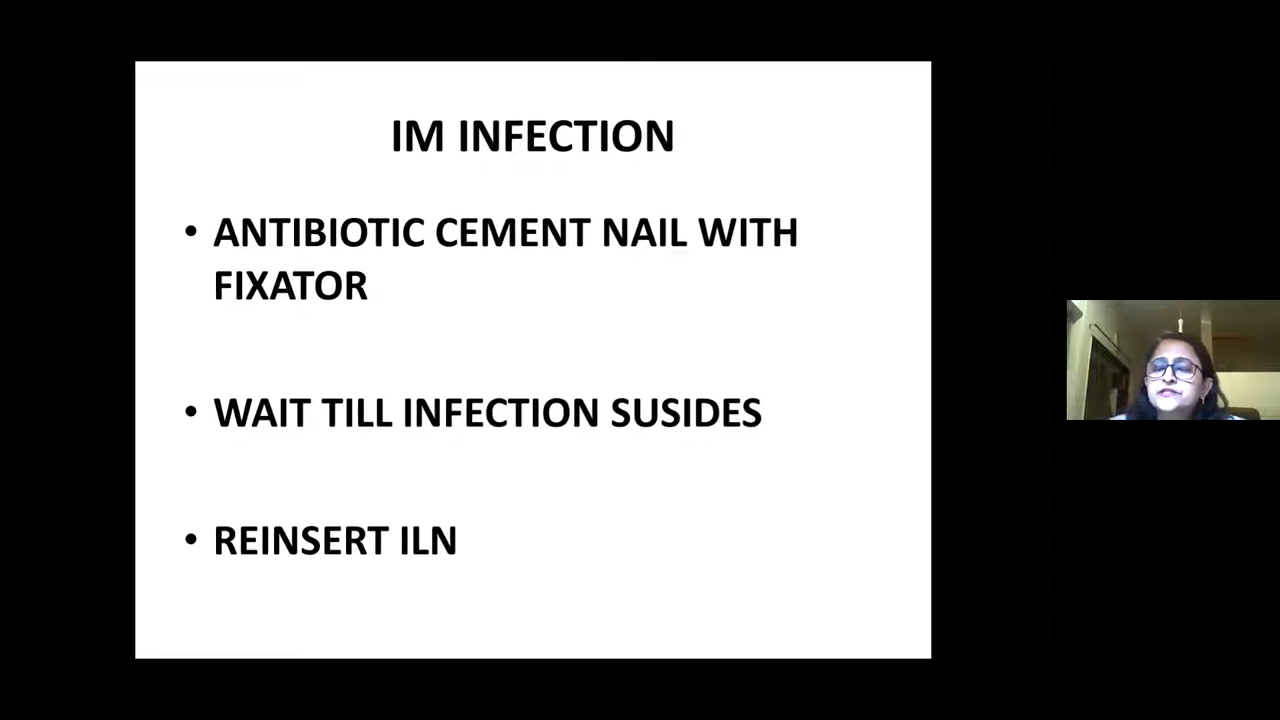 IM INFECTION
• ANTIBIOTIC CEMENT NAIL WITH
FIXATOR
• WAIT TILL INFECTION SUSIDES
• REINSERT ILN